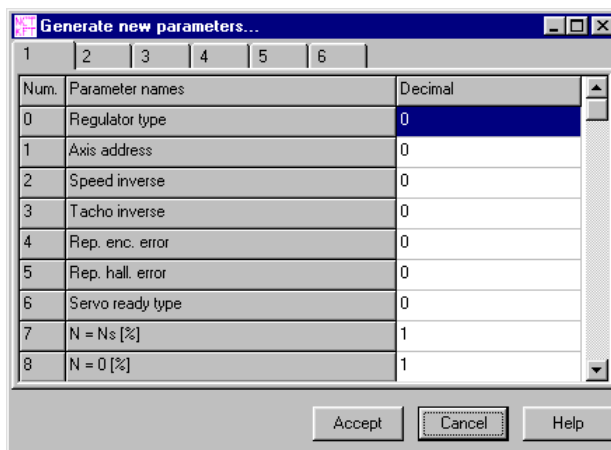 NCT KPT Generate new parameters...
1 2 3 4 5 6
Num. Parameter names Decimal
0 Regulator type 0
1 Axis address 0
2 Speed inverse 0
3 Tacho inverse 0
4 Rep. enc. error 0
5 Rep. hall. error 0
6 Servo ready type 0
7 N = Ns [%] 1
8 N = 0 [%] 1
Accept Cancel Help